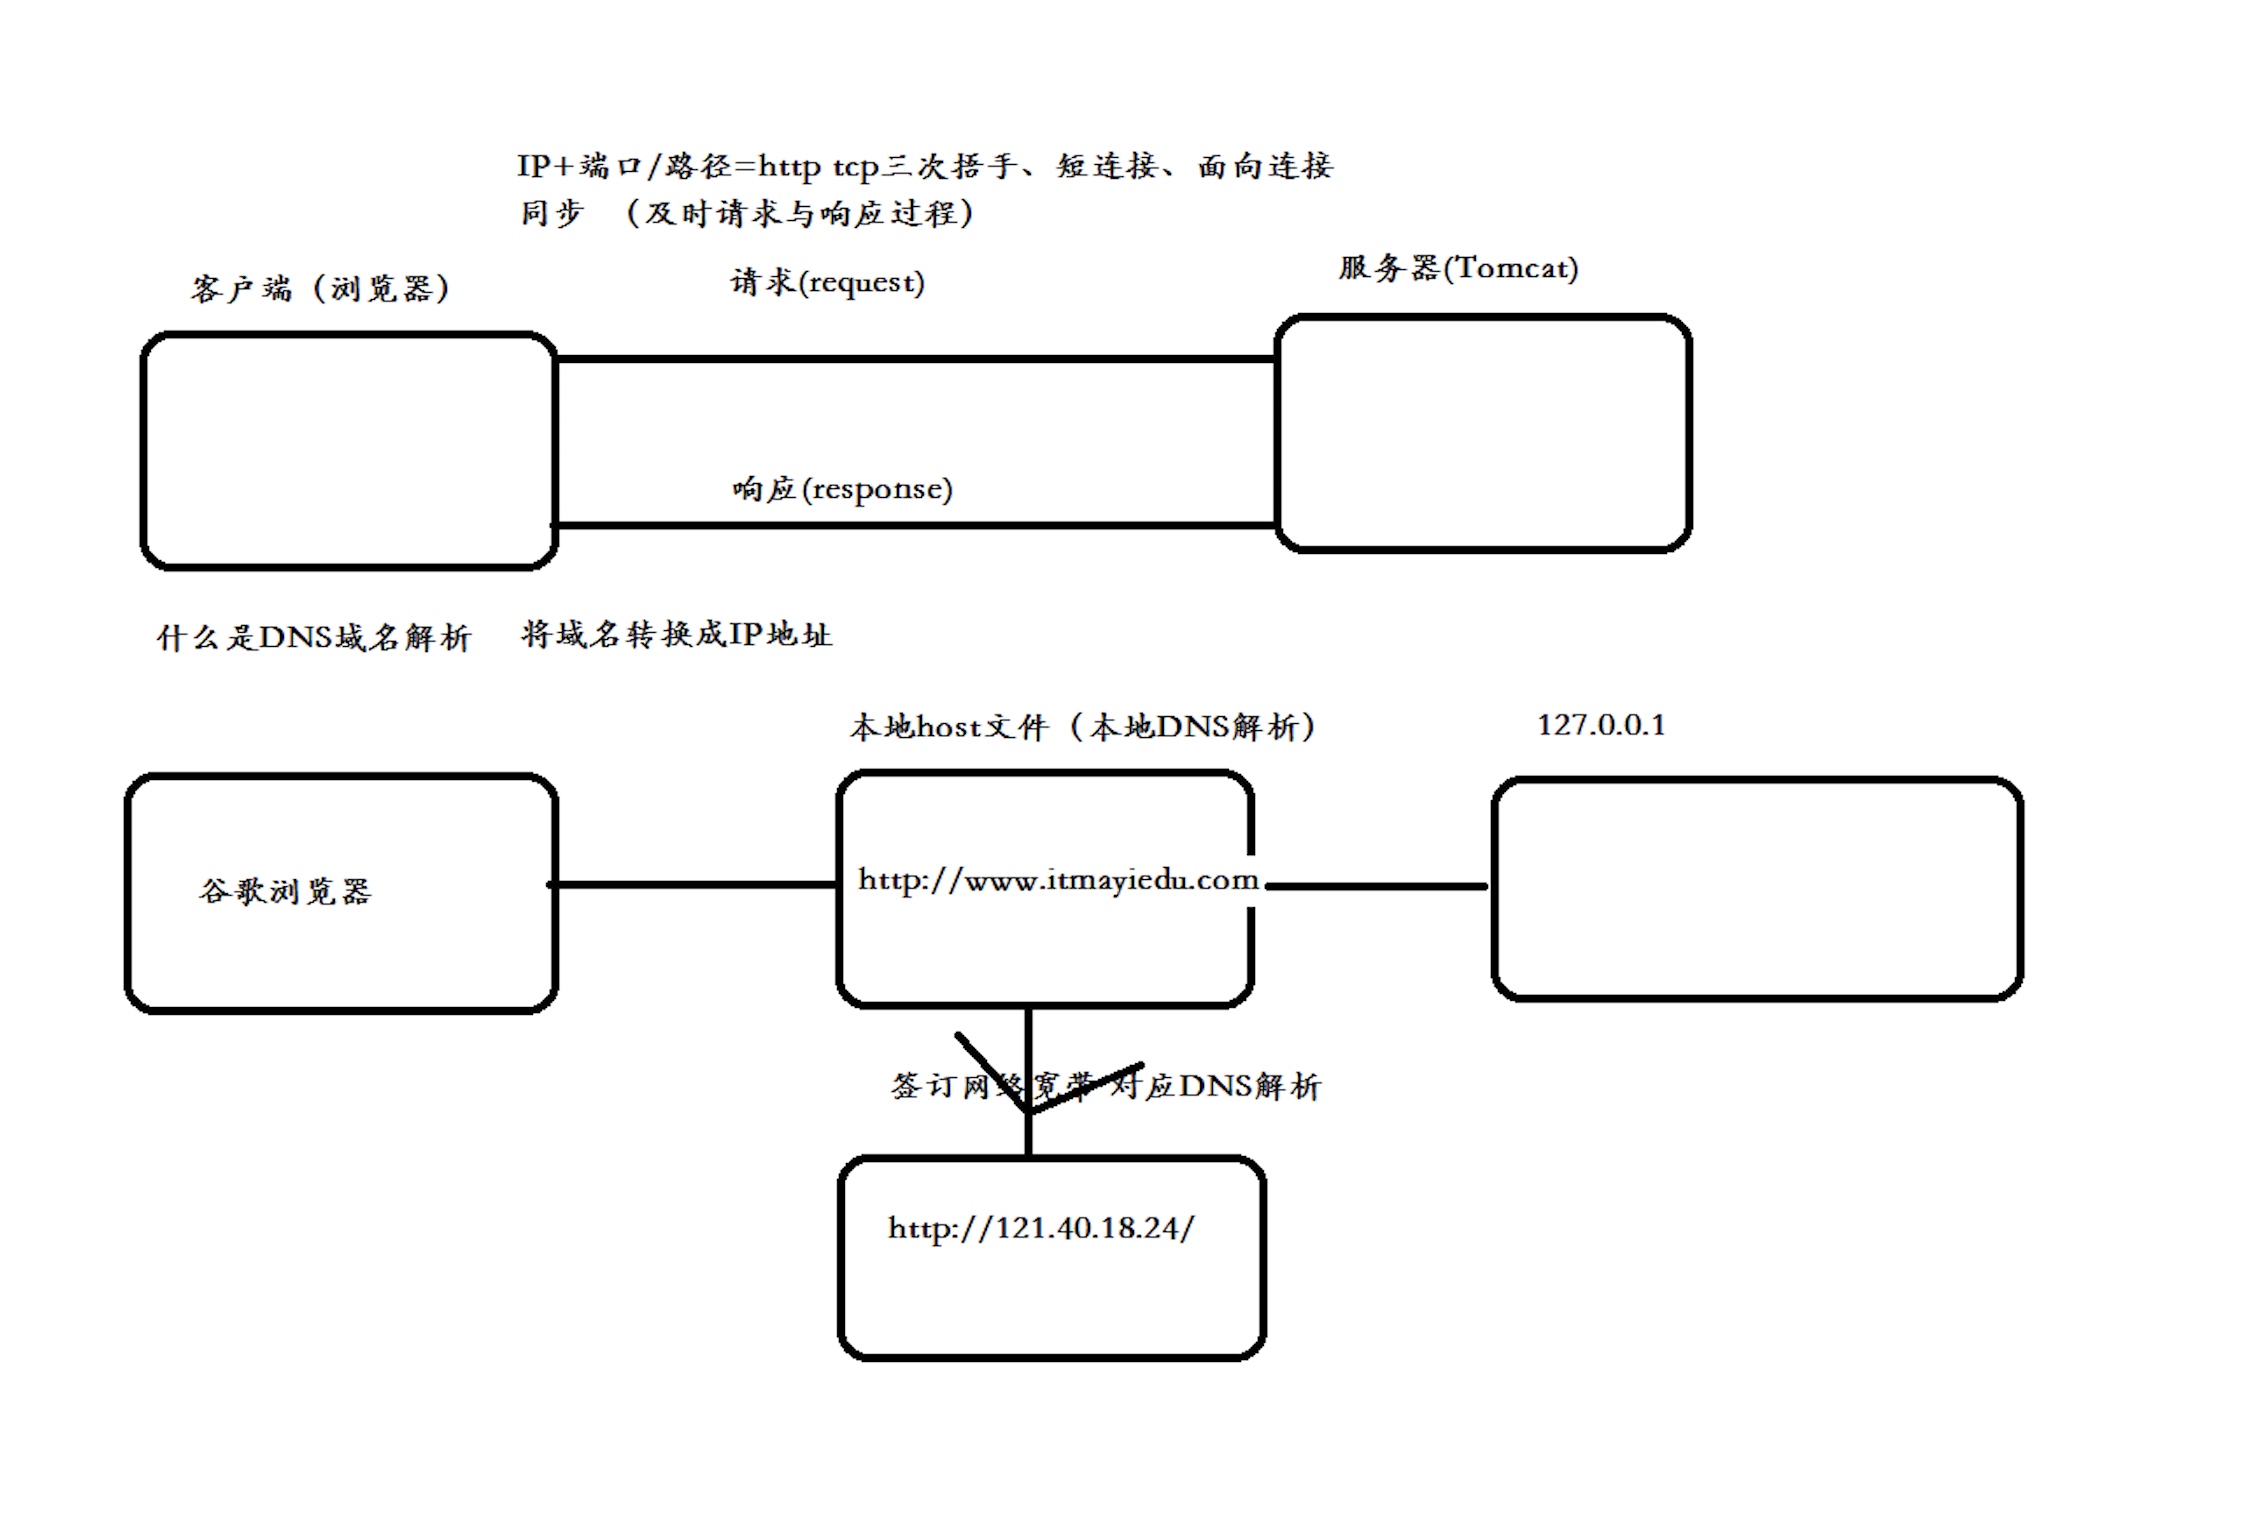 IP+端口/路径=http tcp三次捂手、短连接、面向连接
同步 （及时请求与响应过程）
客户端（浏览器）
请求(request)
服务器(Tomcat)
响应(response)
什么是DNS域名解析 将域名转换成IP地址
本地host文件（本地DNS解析）
127.0.0.1
谷歌浏览器
http://www.itmayiedu.com
签订网络宽带 对应DNS解析
http://121.40.18.24/